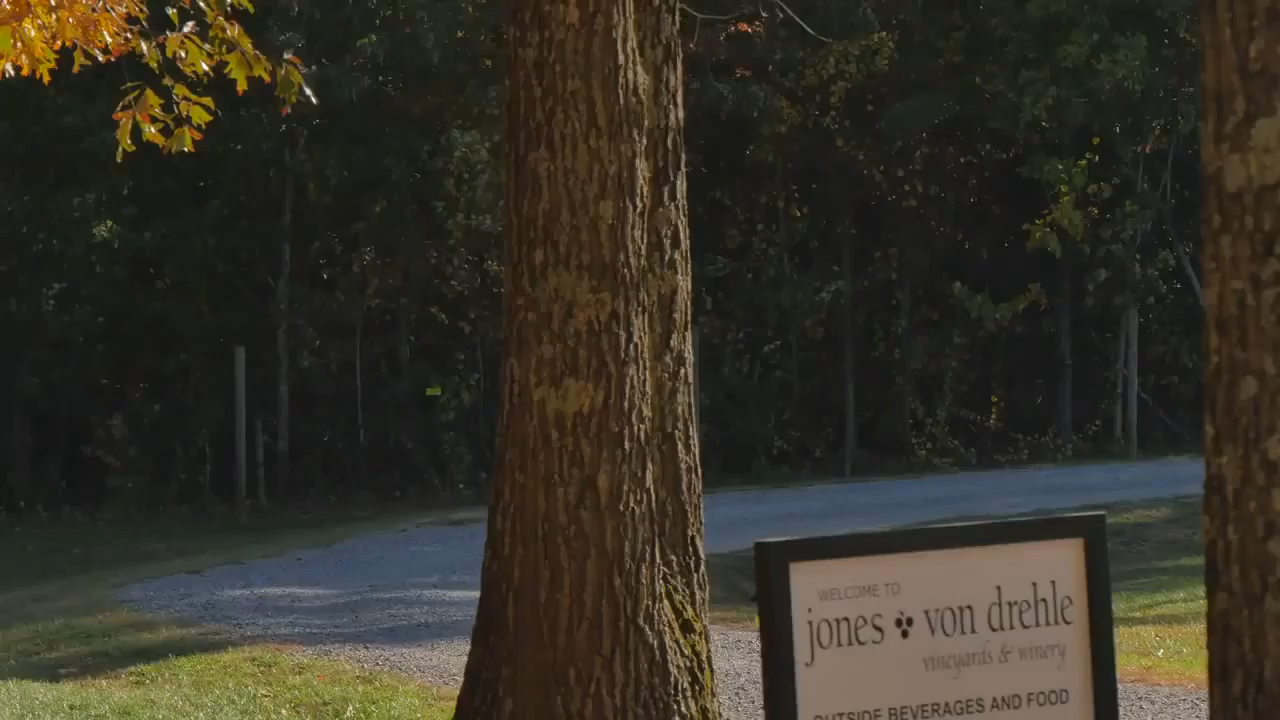 WELCOME TO
jones von drehle
vineyards & winery
OUTSIDE BEVERAGES AND FOOD